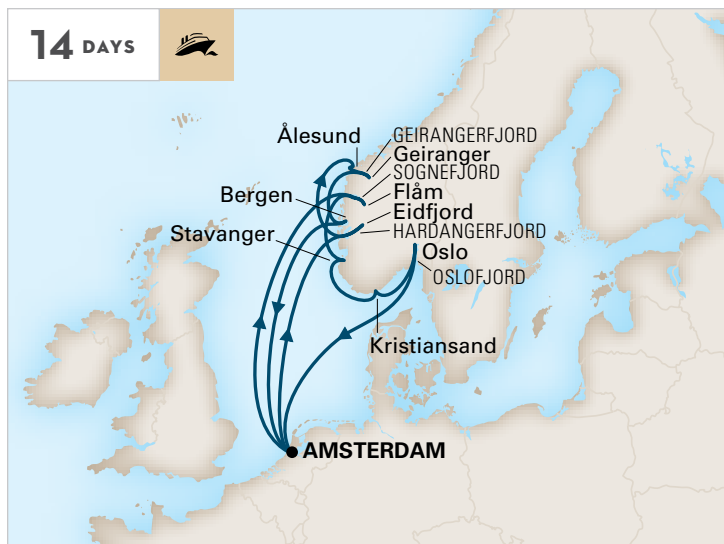 14 DAYS
Ålesund
GEIRANGERFJORD
Geiranger
SOGNEFJORD
Flåm
Bergen
Eidfjord
HARDANGERFJORD
Stavanger
Oslo
OSLOFJORD
Kristiansand
AMSTERDAM